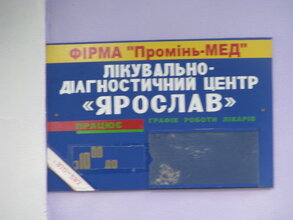 ФІРМА "Промінь-МЕД"
ЛІКУВАЛЬНО-
ДІАГНОСТИЧНИЙ ЦЕНТР
«ЯРОСЛАВ»
ПРАЦЮЄ
ГРАФІК РОБОТИ ЛІКАРІВ